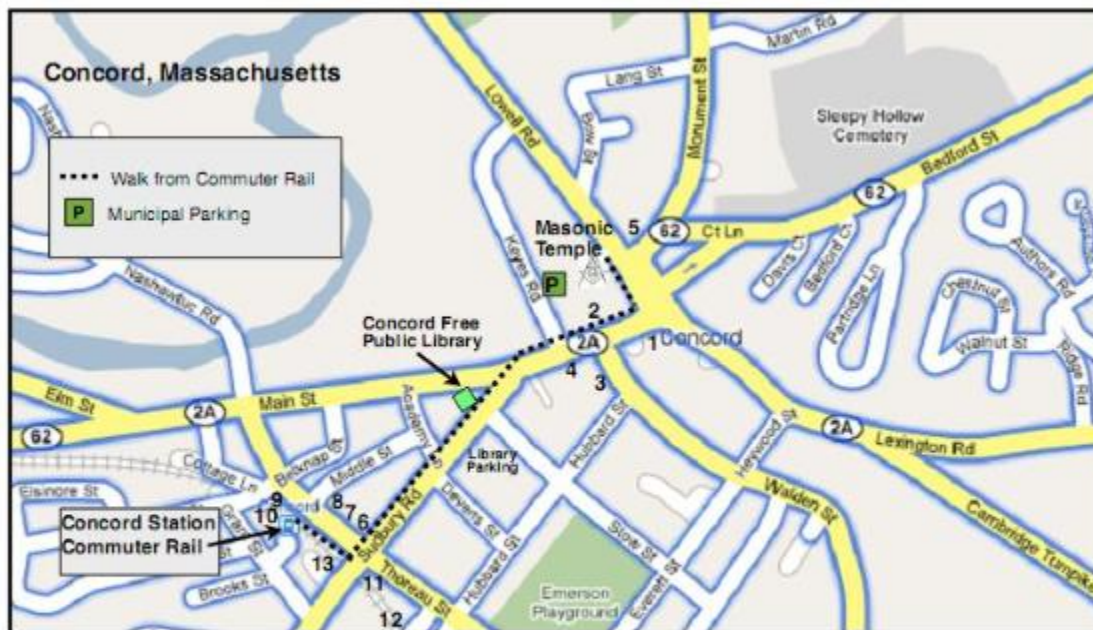 Concord, Massachusetts
Walk from Commuter Rail
P
Municipal Parking
Nashawtuc Rd
Lowell Rd
Monument St
Martin Rd
Lang St
Bow St
Sleepy Hollow
Cemetery
Bedford St
62
Keyes Rd
Masonic
Temple
5
62
Ct Ln
P
Davis Ct
Bedford Ct
Partridge Ln
Authors Rd
Chestnut St
Walnut St
Ridge Rd
Concord Free
Public Library
2
2A
1
Concord
4
3
Elm St
62
2A
Main St
Academy
Library
Parking
Hubbard St
Heywood St
2A
Lexington Rd
Cambridge Turnpike
Walden St
Cottage Ln
Belknap St
Middle St
Elsinore St
9
10
8
7
6
Sudbury Rd
Devens St
Stow St
Everett St
Hubbard St
Concord Station
Commuter Rail
13
Brooks St
11
Thoreau St
12
Emerson
Playground